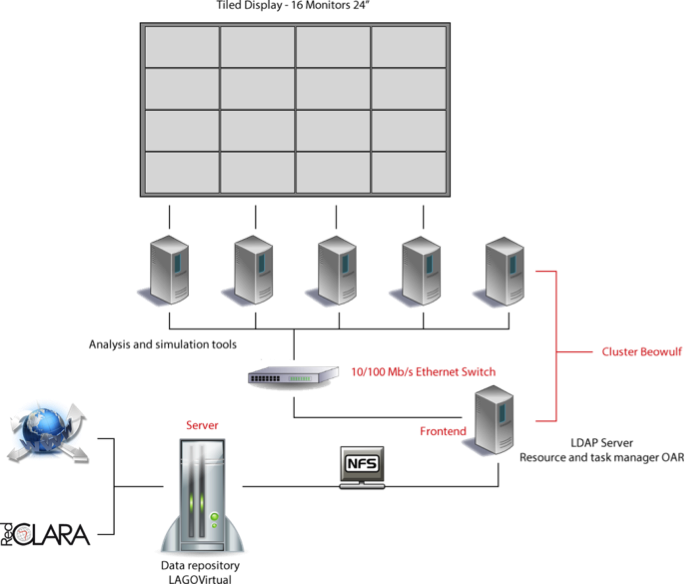 Tiled Display - 16 Monitors 24”
Analysis and simulation tools
Cluster Beowulf
10/100 Mb/s Ethernet Switch
Server
Frontend
LDAP Server
Resource and task manager OAR
NFS
Red CLARA
Data repository
LAGOVirtual